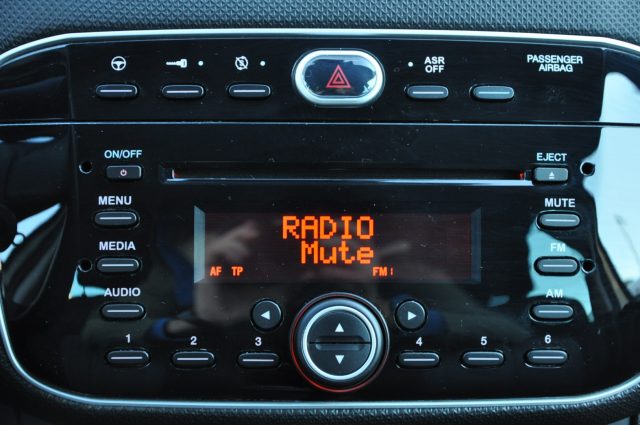 ASR
OFF
PASSENGER
AIRBAG
ON/OFF
EJECT
MENU
MUTE
RADIO
Mute
MEDIA
FM
AF TP
FM1
AUDIO
AM
1
2
3
4
5
6